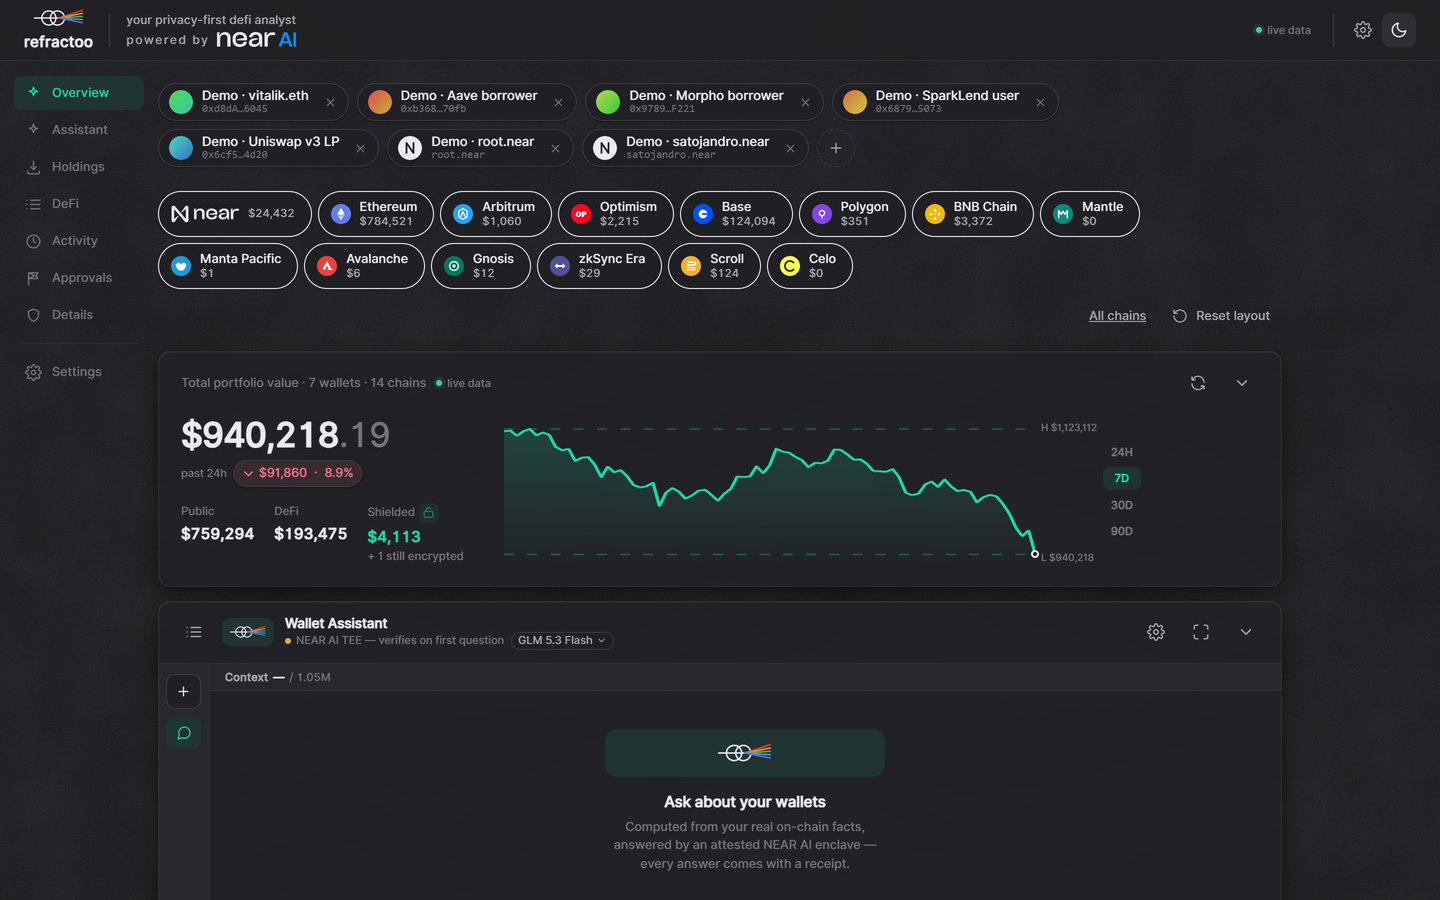 refractoo
your privacy-first defi analyst
powered by near AI
live data
Overview
Assistant
Holdings
DeFi
Activity
Approvals
Details
Settings
Demo · vitalik.eth
0xd8dA…6045
Demo · Aave borrower
0xb368…70fb
Demo · Morpho borrower
0x9789…F221
Demo · SparkLend user
0x6879…5073
Demo · Uniswap v3 LP
0x6cf5…4d20
Demo · root.near
root.near
Demo · satojandro.near
satojandro.near
near $24,432
Ethereum
$784,521
Arbitrum
$1,060
Optimism
$2,215
Base
$124,094
Polygon
$351
BNB Chain
$3,372
Mantle
$0
Manta Pacific
$1
Avalanche
$6
Gnosis
$12
zkSync Era
$29
Scroll
$124
Celo
$0
All chains
Reset layout
Total portfolio value · 7 wallets · 14 chains live data
$940,218.19
past 24h $91,860 · 8.9%
Public
$759,294
DeFi
$193,475
Shielded
$4,113
+ 1 still encrypted
H $1,123,112
L $940,218
24H
7D
30D
90D
Wallet Assistant
NEAR AI TEE — verifies on first question GLM 5.3 Flash
Context — / 1.05M
Ask about your wallets
Computed from your real on-chain facts,
answered by an attested NEAR AI enclave —
every answer comes with a receipt.